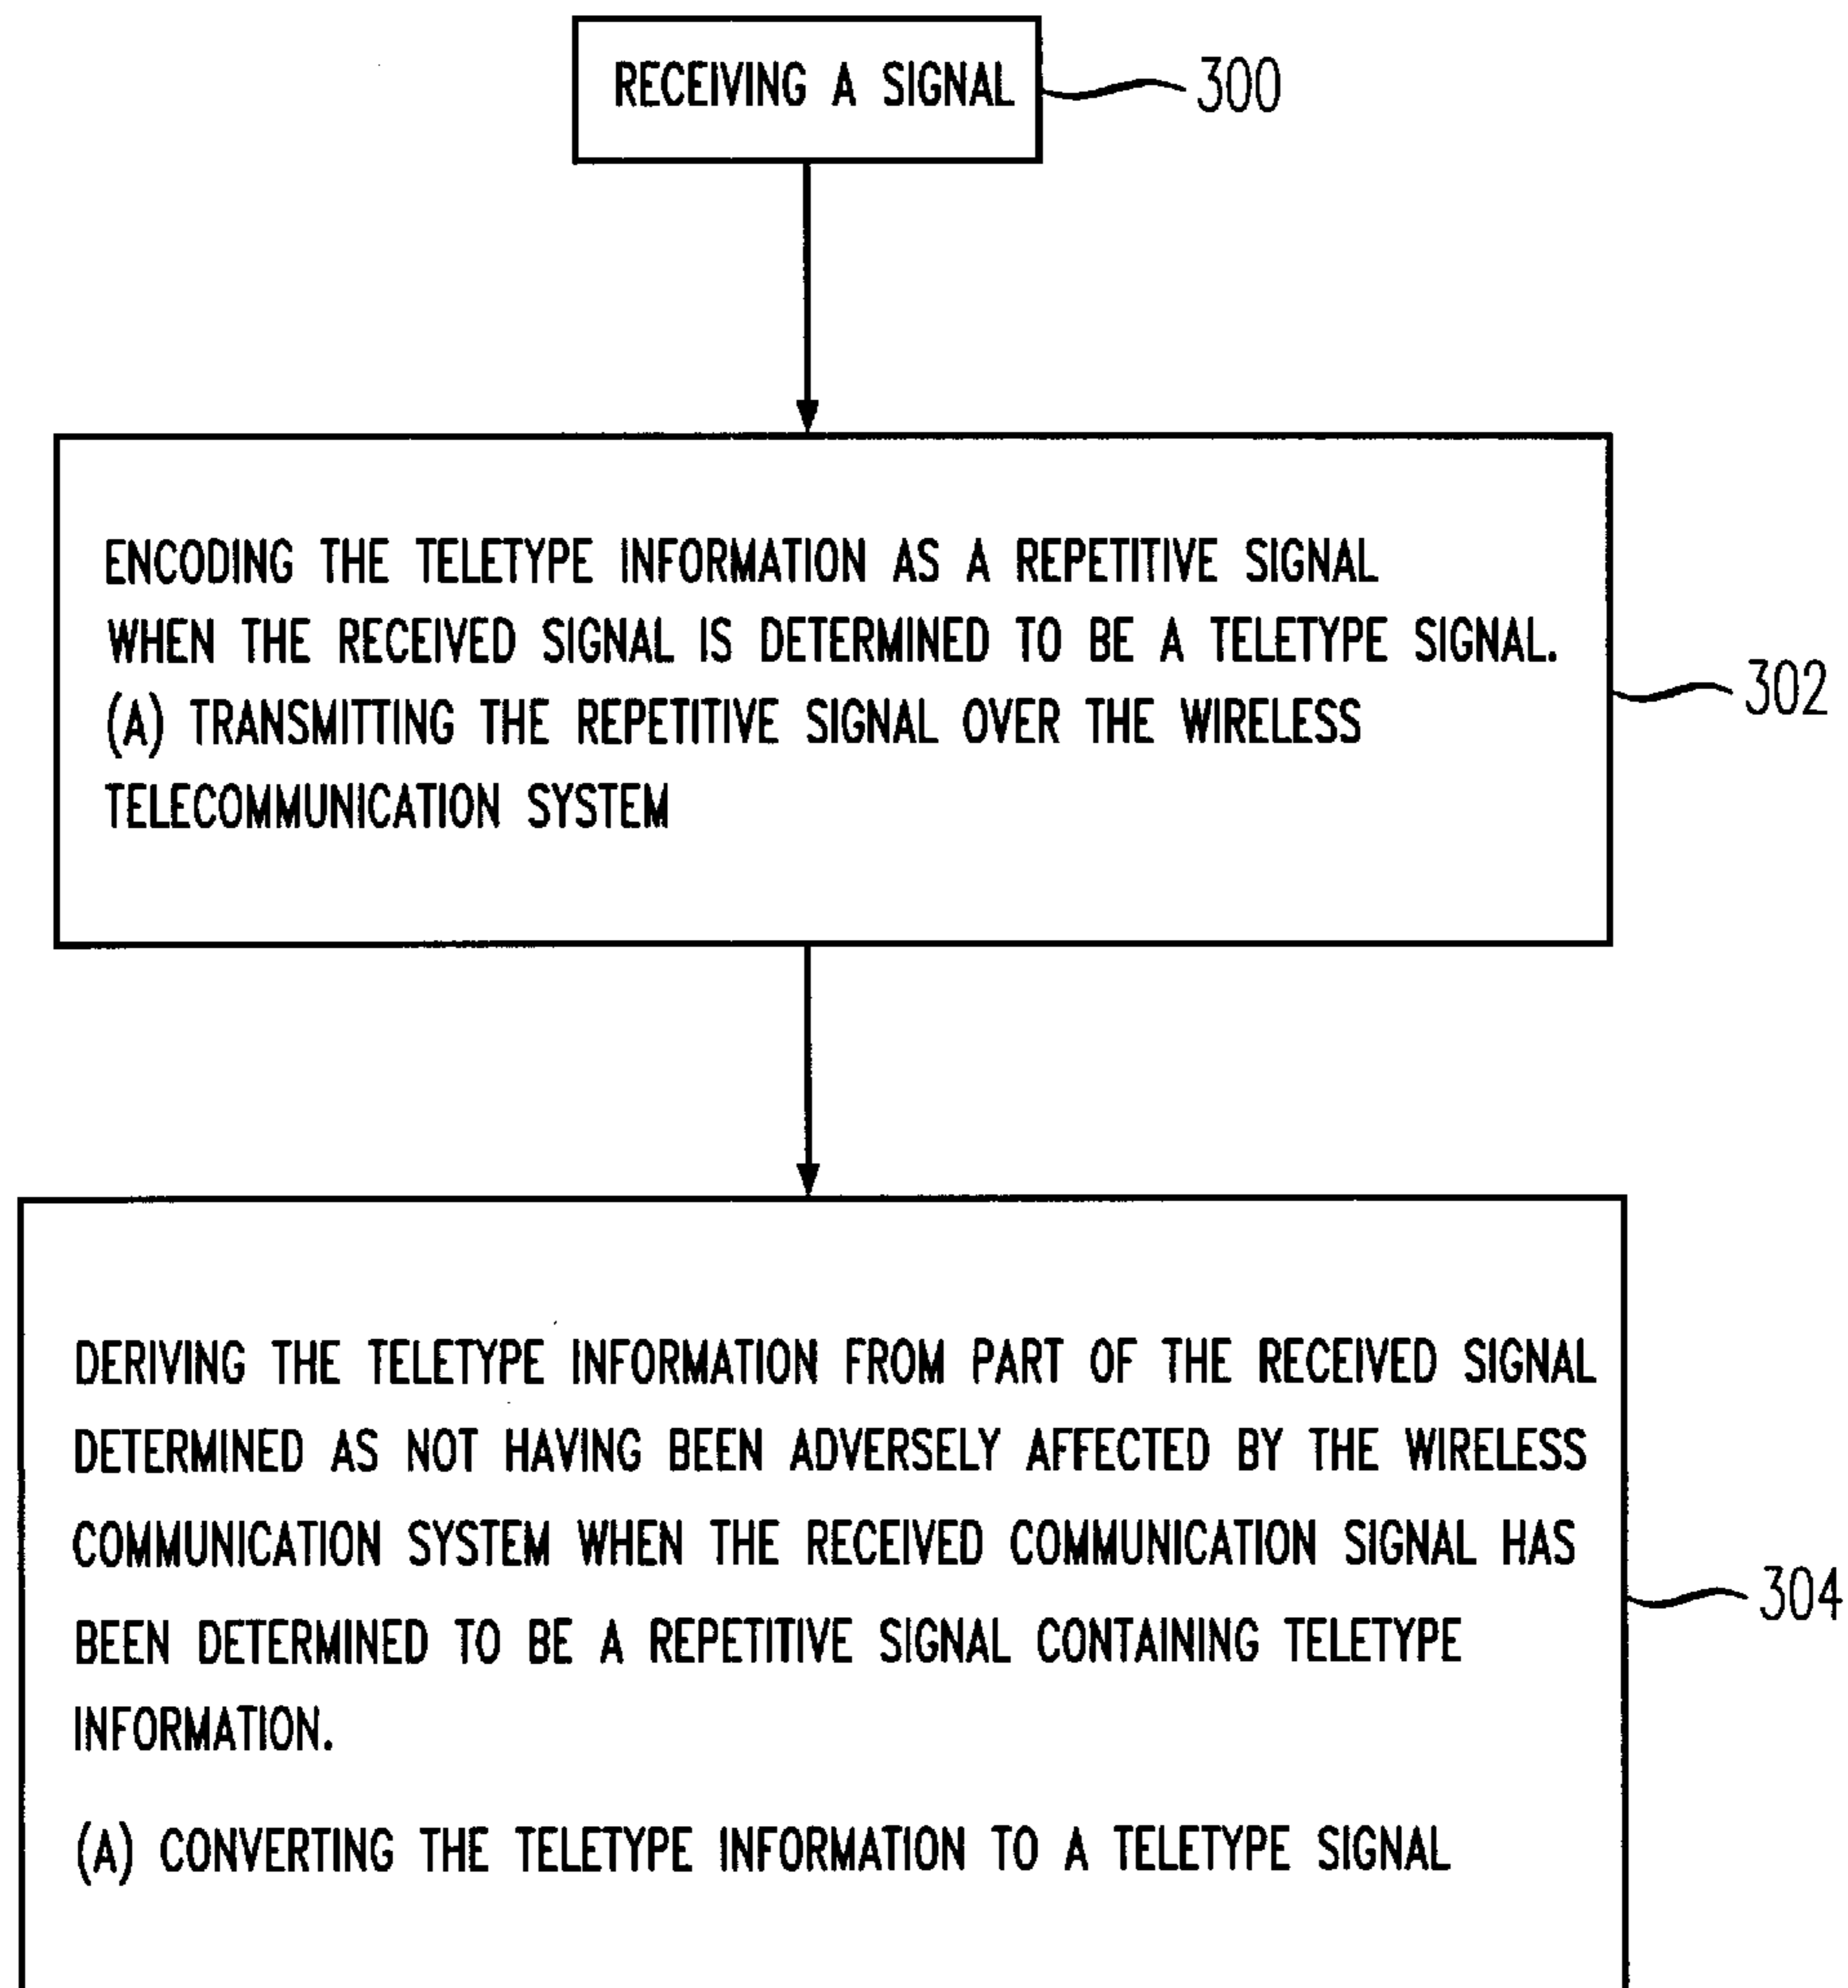 RECEIVING A SIGNAL
300
ENCODING THE TELETYPE INFORMATION AS A REPETITIVE SIGNAL
WHEN THE RECEIVED SIGNAL IS DETERMINED TO BE A TELETYPE SIGNAL.
(A) TRANSMITTING THE REPETITIVE SIGNAL OVER THE WIRELESS
TELECOMMUNICATION SYSTEM
302
DERIVING THE TELETYPE INFORMATION FROM PART OF THE RECEIVED SIGNAL
DETERMINED AS NOT HAVING BEEN ADVERSELY AFFECTED BY THE WIRELESS
COMMUNICATION SYSTEM WHEN THE RECEIVED COMMUNICATION SIGNAL HAS
BEEN DETERMINED TO BE A REPETITIVE SIGNAL CONTAINING TELETYPE
INFORMATION.
(A) CONVERTING THE TELETYPE INFORMATION TO A TELETYPE SIGNAL
304